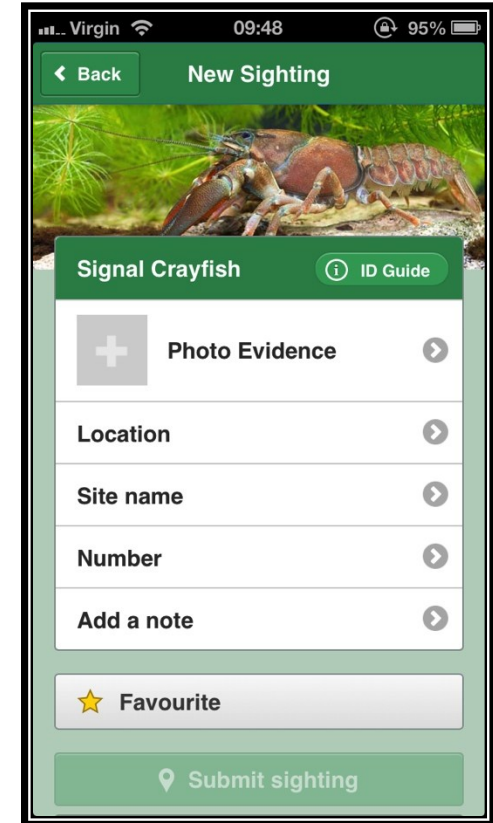 Virgin 09:48 95%
Back New Sighting
Signal Crayfish ID Guide
Photo Evidence
Location
Site name
Number
Add a note
Favourite
Submit sighting